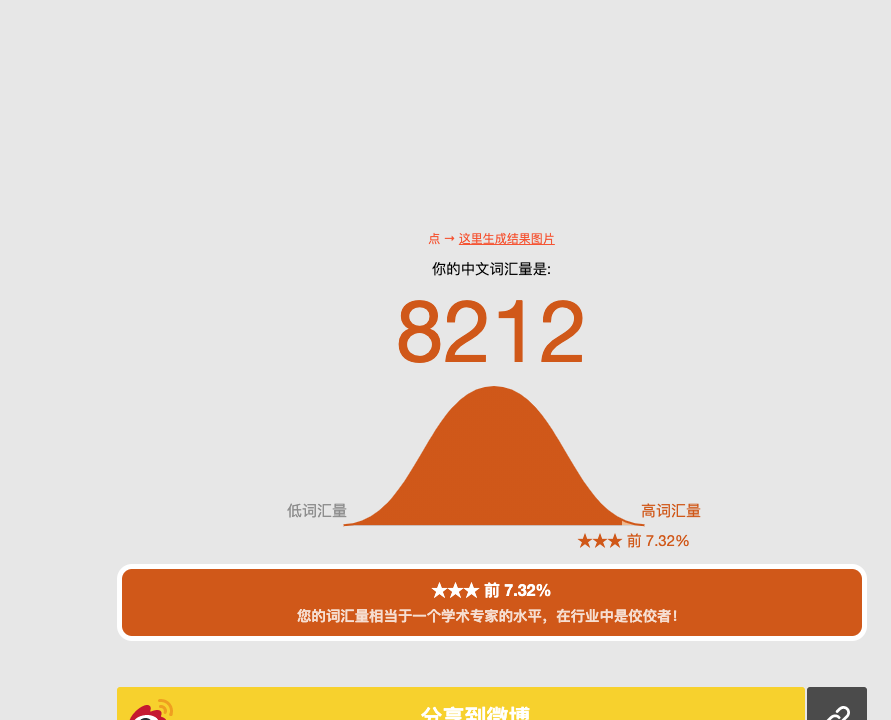 点 → 这里生成结果图片
你的中文词汇量是:
8212
低词汇量
高词汇量
★★★ 前 7.32%
★★★ 前 7.32%
您的词汇量相当于一个学术专家的水平，在行业中是佼佼者！
分享到微博